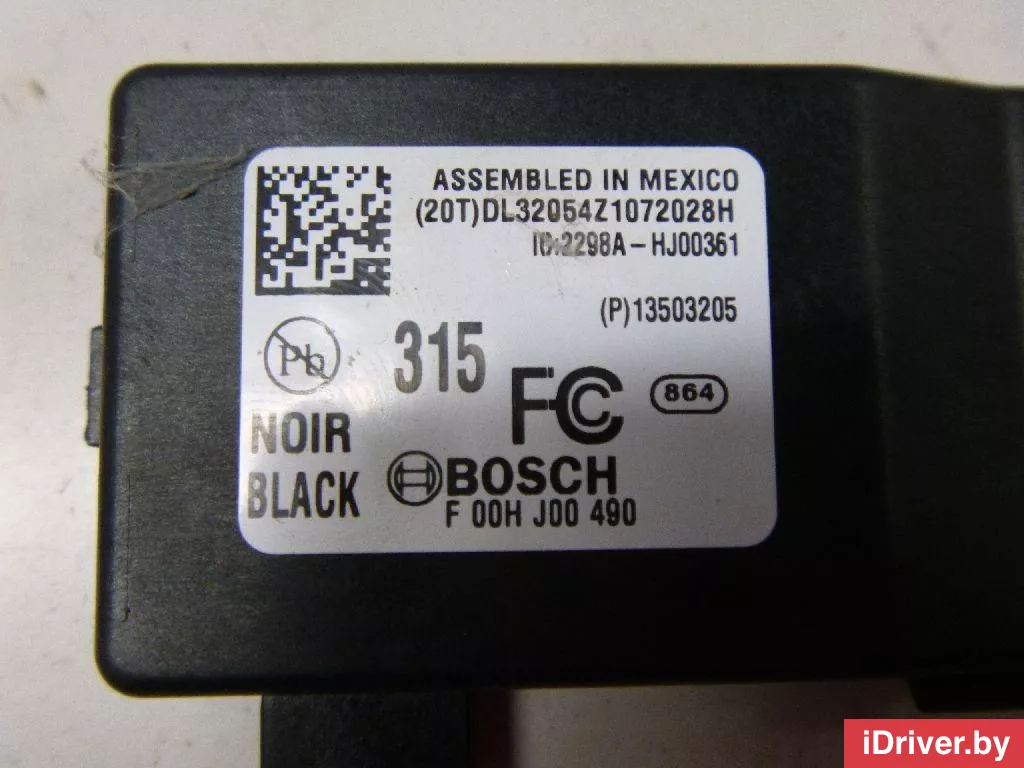 ASSEMBLED IN MEXICO
(20T)DL32054Z1072028H
IC:2298A-HJ00361
(P)13503205
Pb
315
FC
864
NOIR
BLACK
BOSCH
F 00H J00 490
iDriver.by